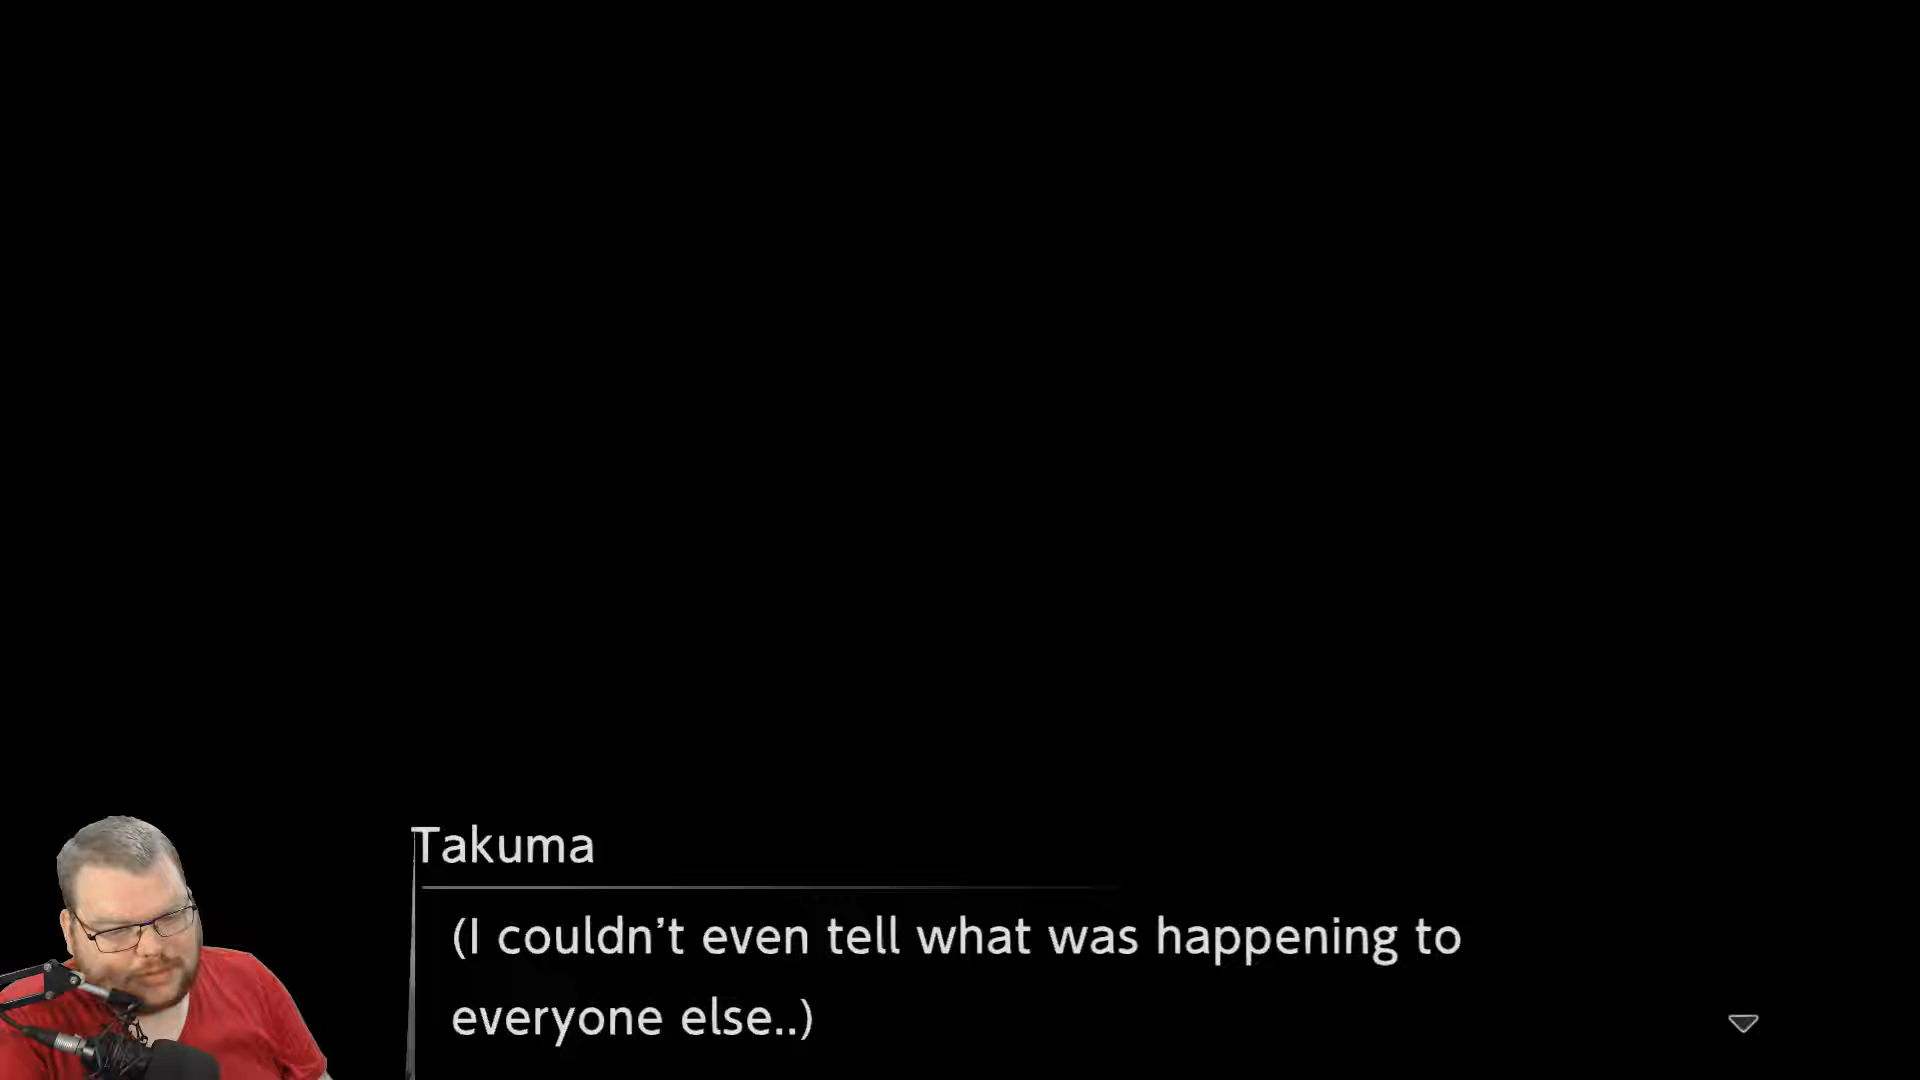 Takuma
(I couldn't even tell what was happening to
everyone else..)